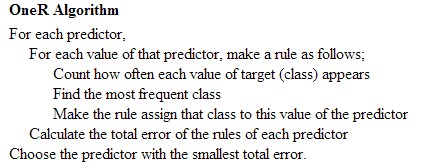 OneR Algorithm
For each predictor,
For each value of that predictor, make a rule as follows;
Count how often each value of target (class) appears
Find the most frequent class
Make the rule assign that class to this value of the predictor
Calculate the total error of the rules of each predictor
Choose the predictor with the smallest total error.